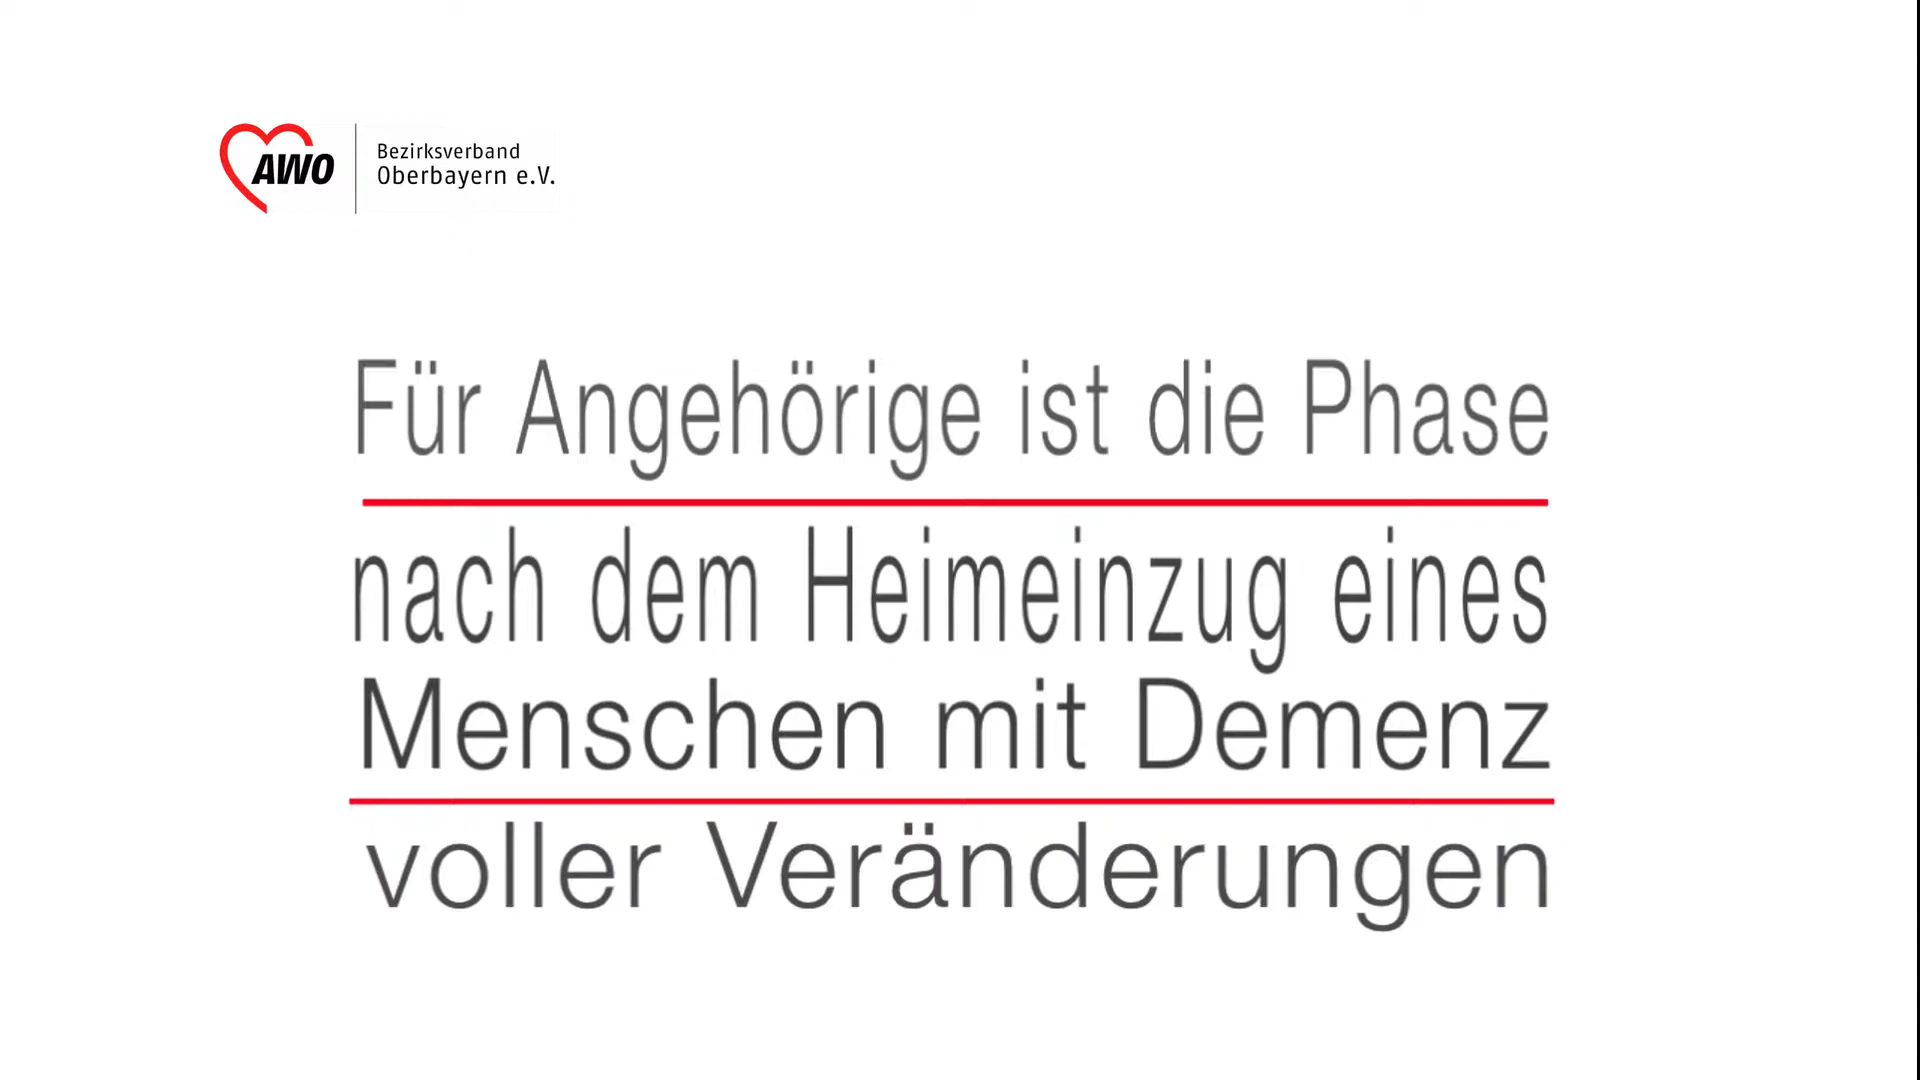 AWO
Bezirksverband
Oberbayern e.V.
Für Angehörige ist die Phase
nach dem Heimeinzug eines
Menschen mit Demenz
voller Veränderungen